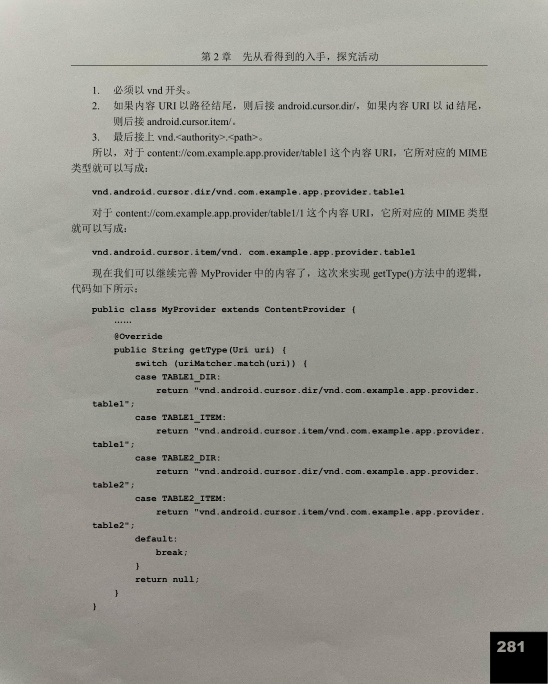 第 2 章 先从看得到的入手，探究活动
1. 必须以 vnd 开头。
2. 如果内容 URI 以路径结尾，则后接 android.cursor.dir/，如果内容 URI 以 id 结尾，
则后接 android.cursor.item/。
3. 最后接上 vnd.<authority>.<path>。
所以，对于 content://com.example.app.provider/table1 这个内容 URI，它所对应的 MIME
类型就可以写成：
vnd.android.cursor.dir/vnd.com.example.app.provider.table1
对于 content://com.example.app.provider/table1/1 这个内容 URI，它所对应的 MIME 类型
就可以写成：
vnd.android.cursor.item/vnd. com.example.app.provider.table1
现在我们可以继续完善 MyProvider 中的内容了，这次来实现 getType()方法中的逻辑，
代码如下所示：
public class MyProvider extends ContentProvider {
……
@Override
public String getType(Uri uri) {
switch (uriMatcher.match(uri)) {
case TABLE1_DIR:
return "vnd.android.cursor.dir/vnd.com.example.app.provider.
table1";
case TABLE1_ITEM:
return "vnd.android.cursor.item/vnd.com.example.app.provider.
table1";
case TABLE2_DIR:
return "vnd.android.cursor.dir/vnd.com.example.app.provider.
table2";
case TABLE2_ITEM:
return "vnd.android.cursor.item/vnd.com.example.app.provider.
table2";
default:
break;
}
return null;
}
}
281